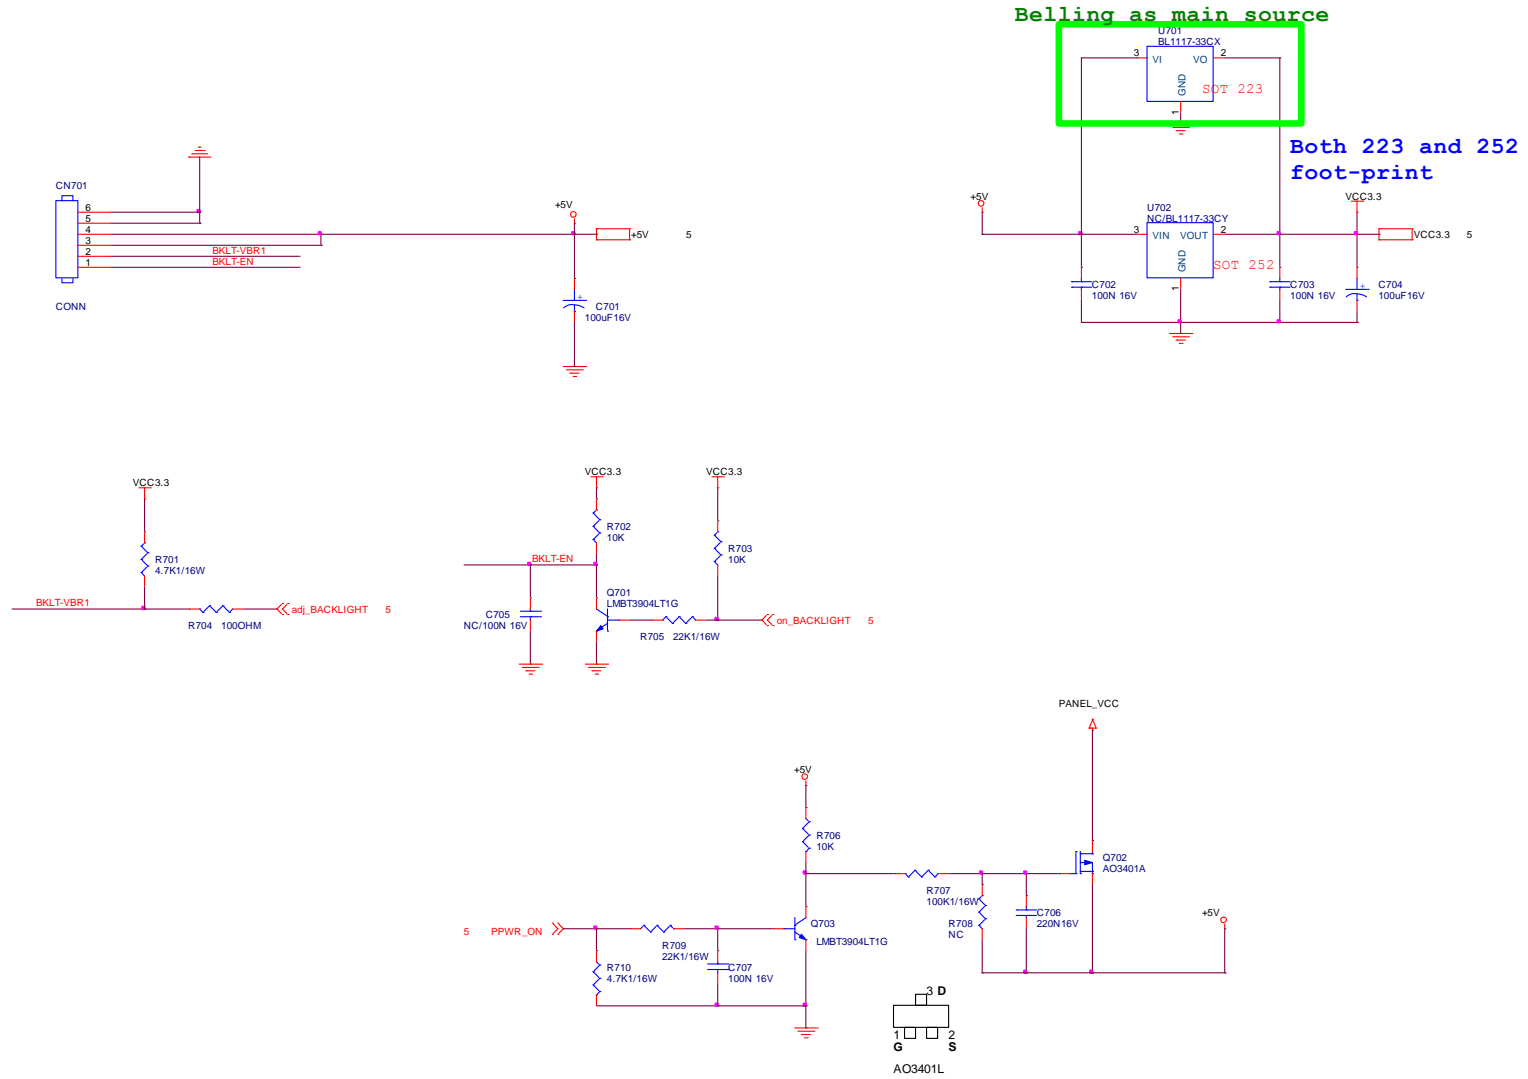 Belling as main source
U701
BL1117-33CX
3
VI
VO
2
GND
SOT 223
1
Both 223 and 252
foot-print
CN701
6
5
4
3
2
1
BKLT-VBR1
BKLT-EN
CONN
+5V
+5V
5
C701
100uF16V
+5V
U702
NC/BL1117-33CY
3
VIN
VOUT
2
GND
SOT 252
1
VCC3.3
VCC3.3
5
C702
100N 16V
C703
100N 16V
C704
100uF16V
VCC3.3
R701
4.7K1/16W
BKLT-VBR1
R704 100OHM
adj_BACKLIGHT 5
VCC3.3
R702
10K
VCC3.3
R703
10K
BKLT-EN
Q701
LMBT3904LT1G
C705
NC/100N 16V
R705 22K1/16W
on_BACKLIGHT 5
PANEL_VCC
+5V
R706
10K
Q702
AO3401A
R707
100K1/16W
R708
NC
C706
220N16V
+5V
5 PPWR_ON
R709
22K1/16W
Q703
LMBT3904LT1G
R710
4.7K1/16W
C707
100N 16V
3 D
1
G
2
S
AO3401L